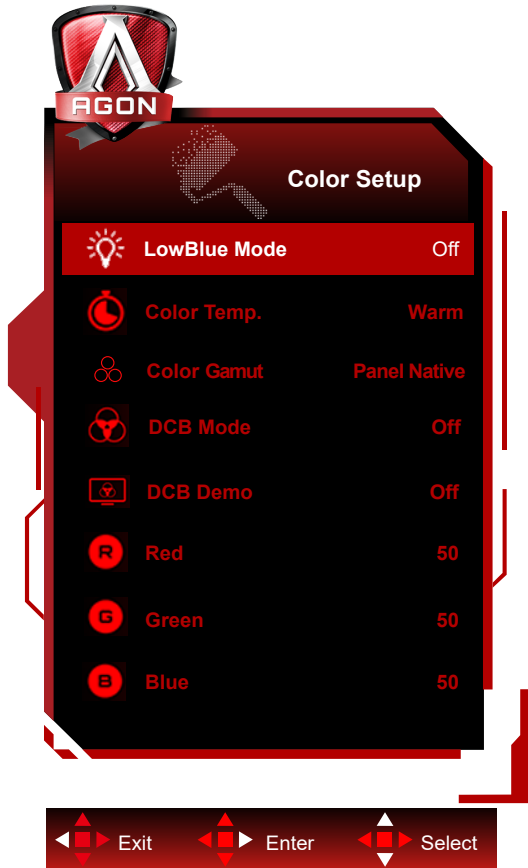 AGON
Color Setup
LowBlue Mode Off
Color Temp. Warm
Color Gamut Panel Native
DCB Mode Off
DCB Demo Off
R Red 50
G Green 50
B Blue 50
Exit Enter Select